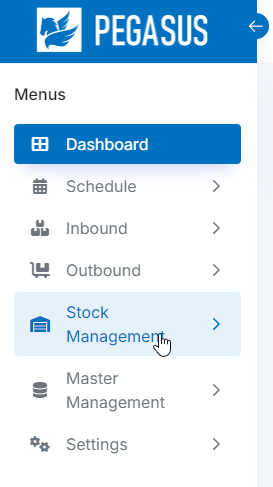 PEGASUS
Menus
Dashboard
Schedule
Inbound
Outbound
Stock
Management
Master
Management
Settings